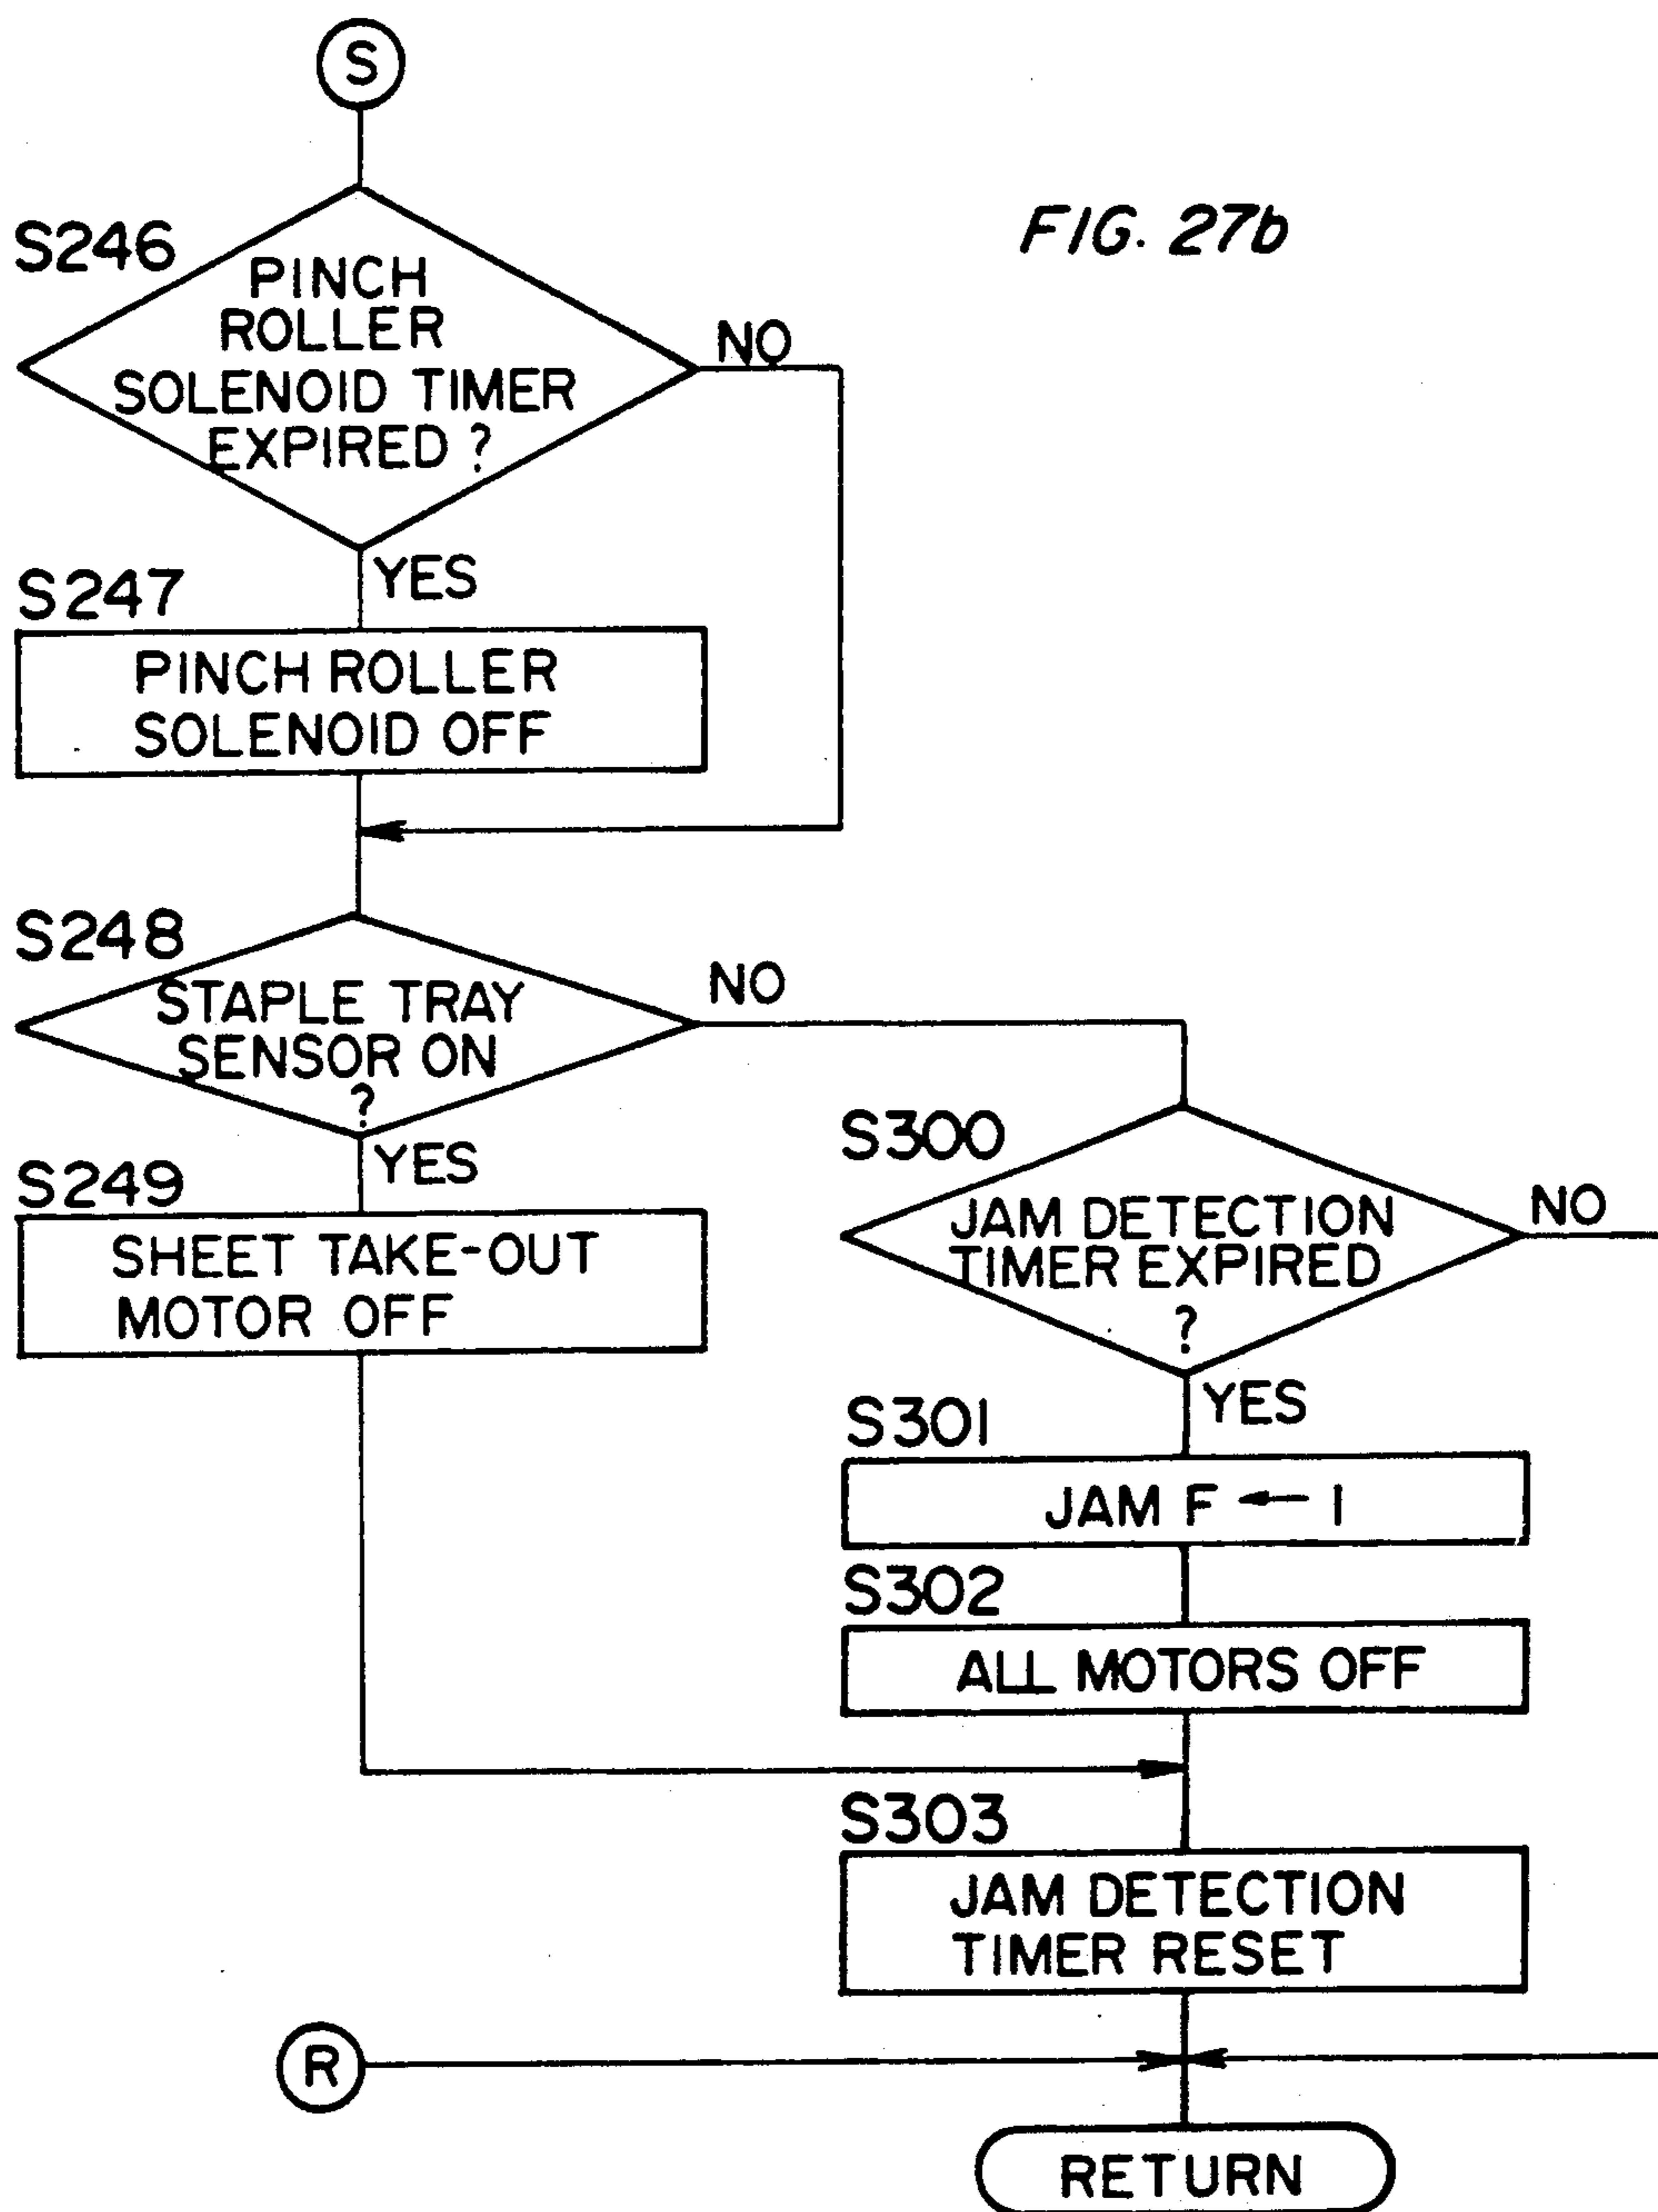 S
FIG. 27b
S246
PINCH
ROLLER
SOLENOID TIMER
EXPIRED ?
NO
YES
S247
PINCH ROLLER
SOLENOID OFF
S248
STAPLE TRAY
SENSOR ON
?
NO
YES
S249
SHEET TAKE-OUT
MOTOR OFF
S300
JAM DETECTION
TIMER EXPIRED
?
NO
YES
S301
JAM F ← 1
S302
ALL MOTORS OFF
S303
JAM DETECTION
TIMER RESET
R
RETURN